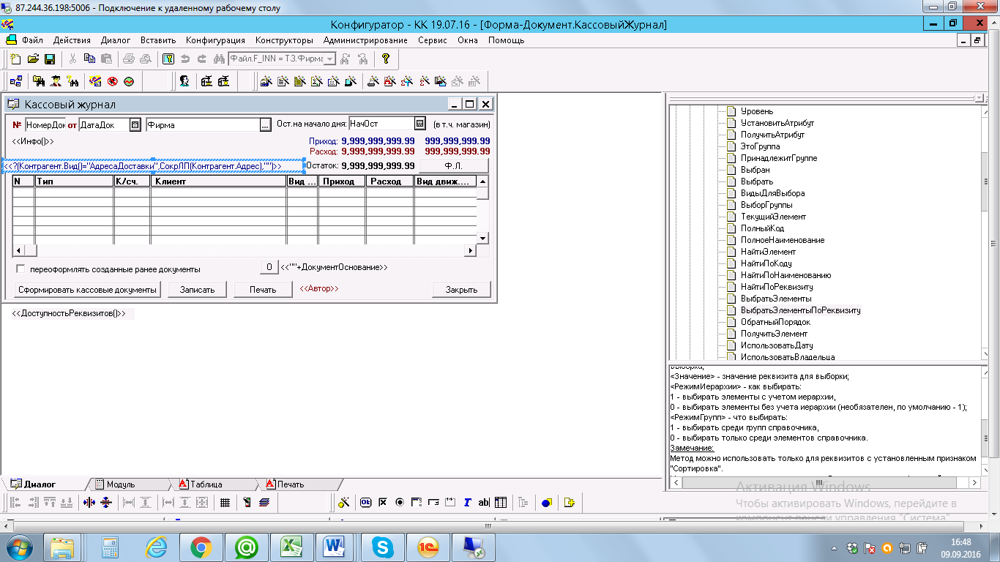 87.244.36.198:5006 - Подключение к удаленному рабочему столу
Конфигуратор - КК 19.07.16 - [Форма-Документ.КассовыйЖурнал]
Файл Действия Диалог Вставить Конфигурация Конструкторы Администрирование Сервис Окна Помощь
Файл.F_INN = ТЗ.Фирма
Кассовый журнал
№ НомерДок от ДатаДок Фирма ... Ост.на начало дня: НачОст (в т.ч. магазин)
<<Инфо()>>
Приход: 9,999,999,999.99 999,999,999.99
Расход: 9,999,999,999.99 999,999,999.99
<<?(Контрагент.Вид()="АдресаДоставки",СокрЛП(Контрагент.Адрес),"")>>
Остаток: 9,999,999,999.99 Ф.Л.
N Тип К/сч. Клиент Вид ... Приход Расход Вид движ....
переоформлять созданные ранее документы
0 <<""+ДокументОснование>>
Сформировать кассовые документы Записать Печать <<Автор>> Закрыть
<<ДоступностьРеквизитов()>>
Уровень
УстановитьАтрибут
ПолучитьАтрибут
ЭтоГруппа
ПринадлежитГруппе
Выбран
Выбрать
ВидыДляВыбора
ВыборГруппы
ТекущийЭлемент
ПолныйКод
ПолноеНаименование
НайтиЭлемент
НайтиПоКоду
НайтиПоНаименованию
НайтиПоРеквизиту
ВыбратьЭлементы
ВыбратьЭлементыПоРеквизиту
ОбратныйПорядок
ПолучитьЭлемент
ИспользоватьДату
ИспользоватьВладельца
выборка;
<Значение> - значение реквизита для выборки;
<РежимИерархии> - как выбирать:
1 - выбирать элементы с учетом иерархии,
0 - выбирать элементы без учета иерархии (необязателен, по умолчанию - 1);
<РежимГрупп> - что выбирать:
1 - выбирать среди групп справочника,
0 - выбирать только среди элементов справочника.
Замечание:
Метод можно использовать только для реквизитов с установленным признаком
"Сортировка".
Диалог Модуль Таблица Печать
Активация Windows
Чтобы активировать Windows, перейдите в
компонент панели управления "Система"
16:48
09.09.2016